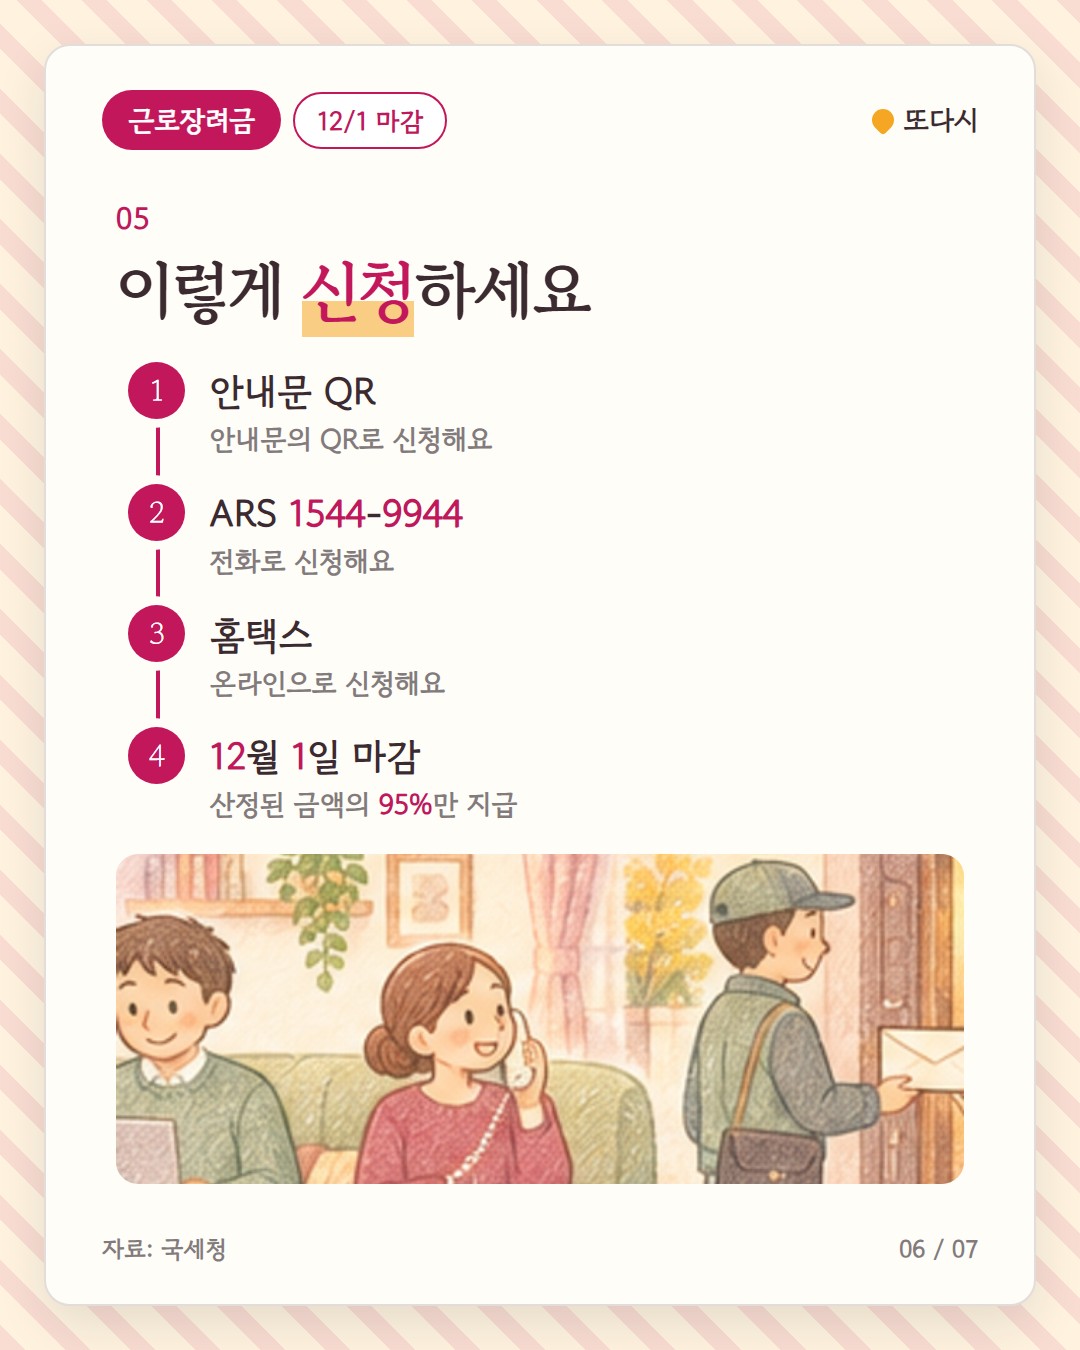 근로장려금
12/1 마감
또다시
05
이렇게 신청하세요
1 안내문 QR
안내문의 QR로 신청해요
2 ARS 1544-9944
전화로 신청해요
3 홈택스
온라인으로 신청해요
4 12월 1일 마감
산정된 금액의 95%만 지급
자료: 국세청
06 / 07